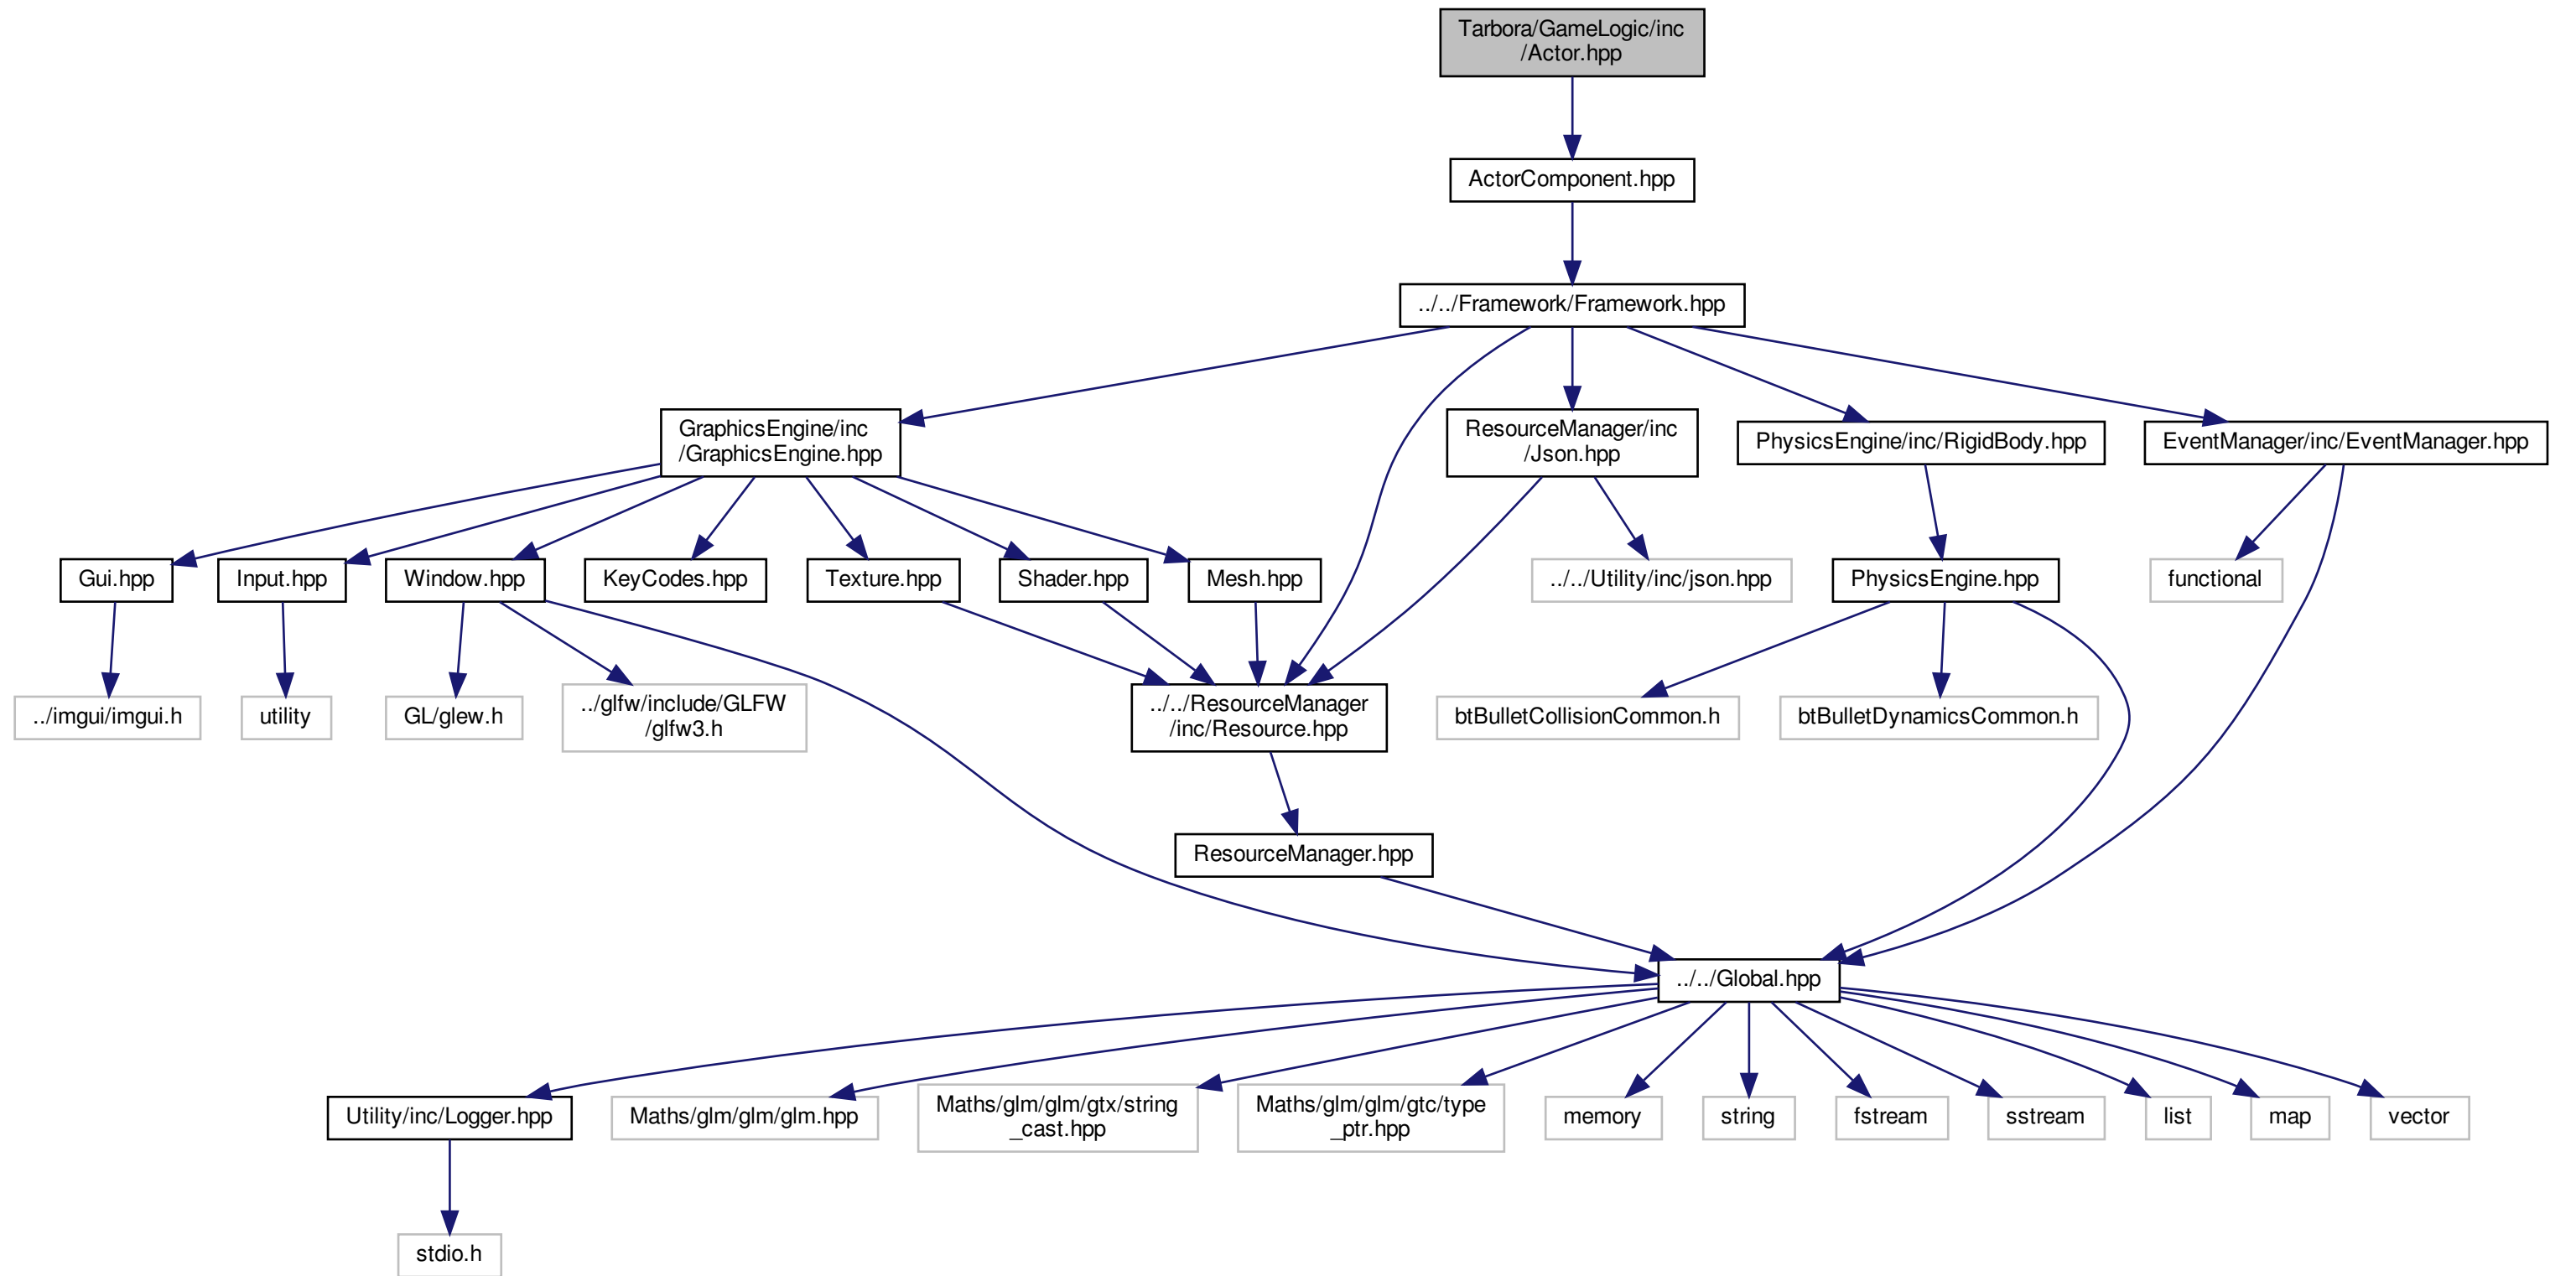 Tarbora/GameLogic/inc
/Actor.hpp
ActorComponent.hpp
../../Framework/Framework.hpp
GraphicsEngine/inc
/GraphicsEngine.hpp
ResourceManager/inc
/Json.hpp
PhysicsEngine/inc/RigidBody.hpp
EventManager/inc/EventManager.hpp
Gui.hpp
Input.hpp
Window.hpp
KeyCodes.hpp
Texture.hpp
Shader.hpp
Mesh.hpp
../../Utility/inc/json.hpp
PhysicsEngine.hpp
functional
../imgui/imgui.h
utility
GL/glew.h
../glfw/include/GLFW
/glfw3.h
../../ResourceManager
/inc/Resource.hpp
btBulletCollisionCommon.h
btBulletDynamicsCommon.h
ResourceManager.hpp
../../Global.hpp
Utility/inc/Logger.hpp
Maths/glm/glm/glm.hpp
Maths/glm/glm/gtx/string
_cast.hpp
Maths/glm/glm/gtc/type
_ptr.hpp
memory
string
fstream
sstream
list
map
vector
stdio.h